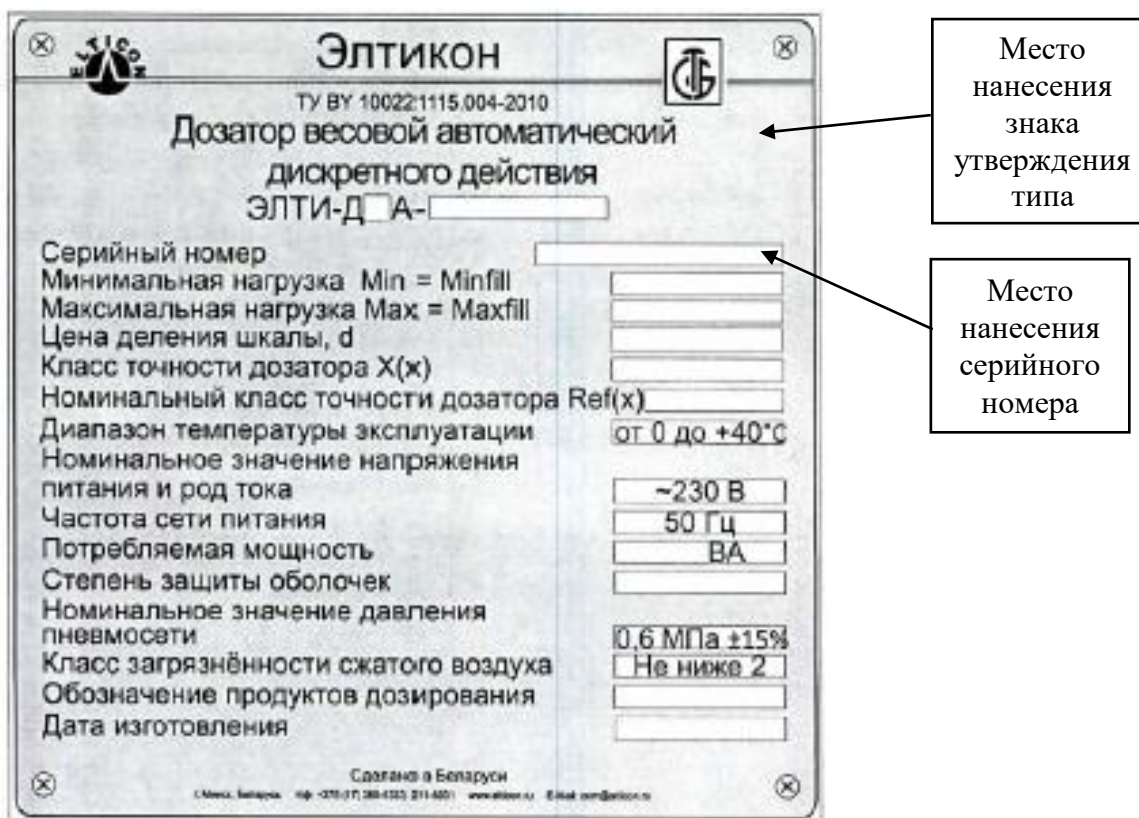 ELTICON
Элтикон
ТУ BY 100221115.004-2010
Дозатор весовой автоматический
дискретного действия
ЭЛТИ-Д А-
Серийный номер
Минимальная нагрузка Min = Minfill
Максимальная нагрузка Max = Maxfill
Цена деления шкалы, d
Класс точности дозатора X(x)
Номинальный класс точности дозатора Ref(x)
Диапазон температуры эксплуатации от 0 до +40°С
Номинальное значение напряжения
питания и род тока ~230 В
Частота сети питания 50 Гц
Потребляемая мощность ВА
Степень защиты оболочек
Номинальное значение давления
пневмосети 0,6 МПа ±15%
Класс загрязнённости сжатого воздуха Не ниже 2
Обозначение продуктов дозирования
Дата изготовления
Сделано в Беларуси
Место
нанесения
знака
утверждения
типа
Место
нанесения
серийного
номера